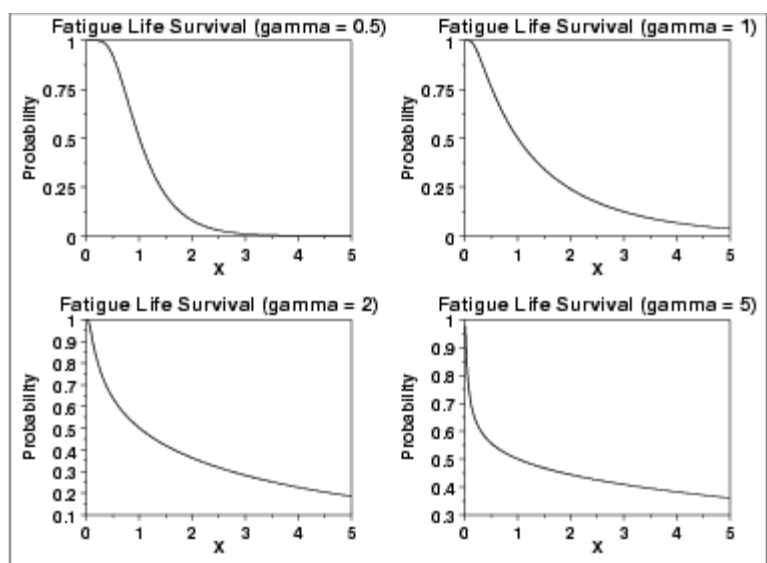 Fatigue Life Survival (gamma = 0.5)
1
0.75
0.5
0.25
0
Probability
0 1 2 3 4 5
X
Fatigue Life Survival (gamma = 1)
1
0.75
0.5
0.25
0
Probability
0 1 2 3 4 5
X
Fatigue Life Survival (gamma = 2)
1
0.9
0.8
0.7
0.6
0.5
0.4
0.3
0.2
0.1
Probability
0 1 2 3 4 5
X
Fatigue Life Survival (gamma = 5)
1
0.9
0.8
0.7
0.6
0.5
0.4
0.3
Probability
0 1 2 3 4 5
X